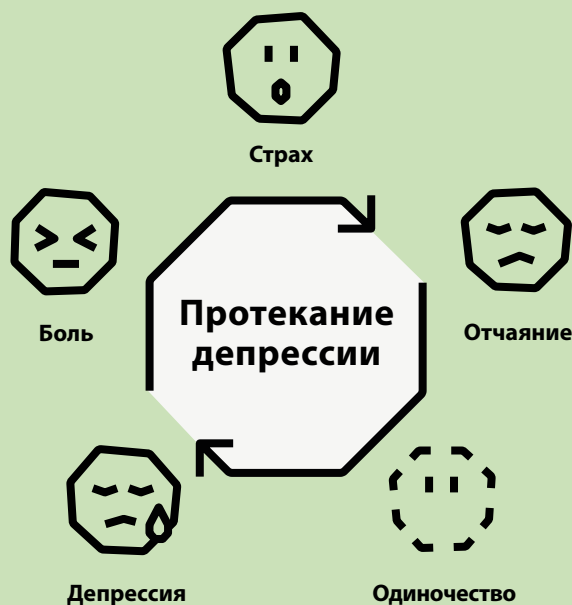 Страх
Боль
Протекание
депрессии
Отчаяние
Депрессия
Одиночество